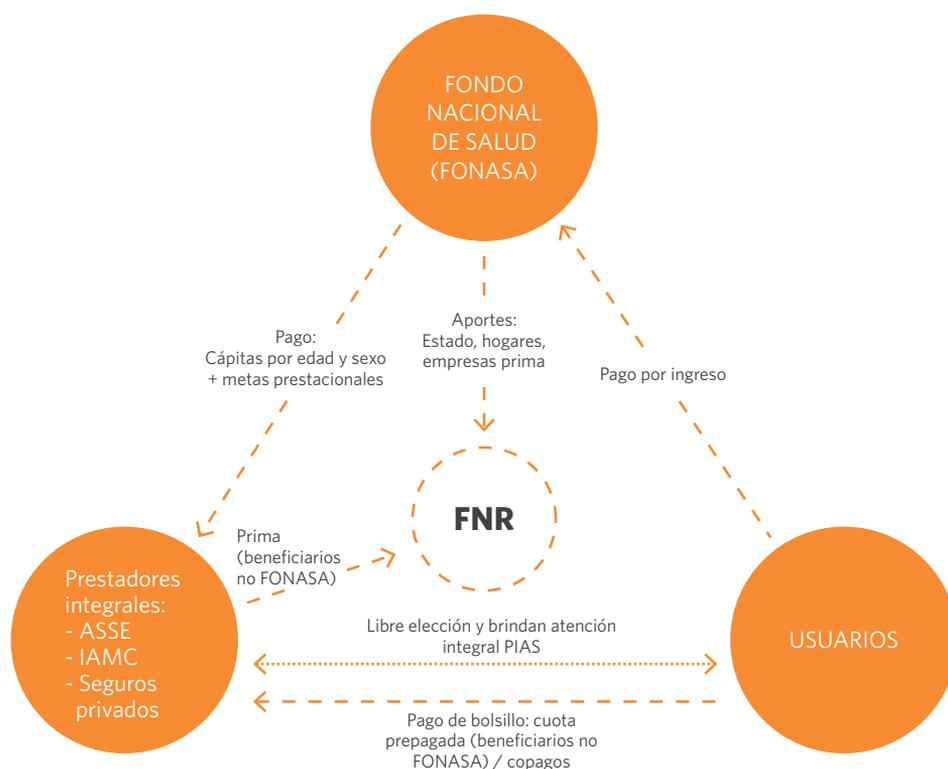 FONDO
NACIONAL
DE SALUD
(FONASA)
Pago:
Cápitas por edad y sexo
+ metas prestacionales
Aportes:
Estado, hogares,
empresas prima
Pago por ingreso
FNR
Prima
(beneficiarios
no FONASA)
Prestadores
integrales:
- ASSE
- IAMC
- Seguros
privados
Libre elección y brindan atención
integral PIAS
USUARIOS
Pago de bolsillo: cuota
prepagada (beneficiarios no
FONASA) / copagos